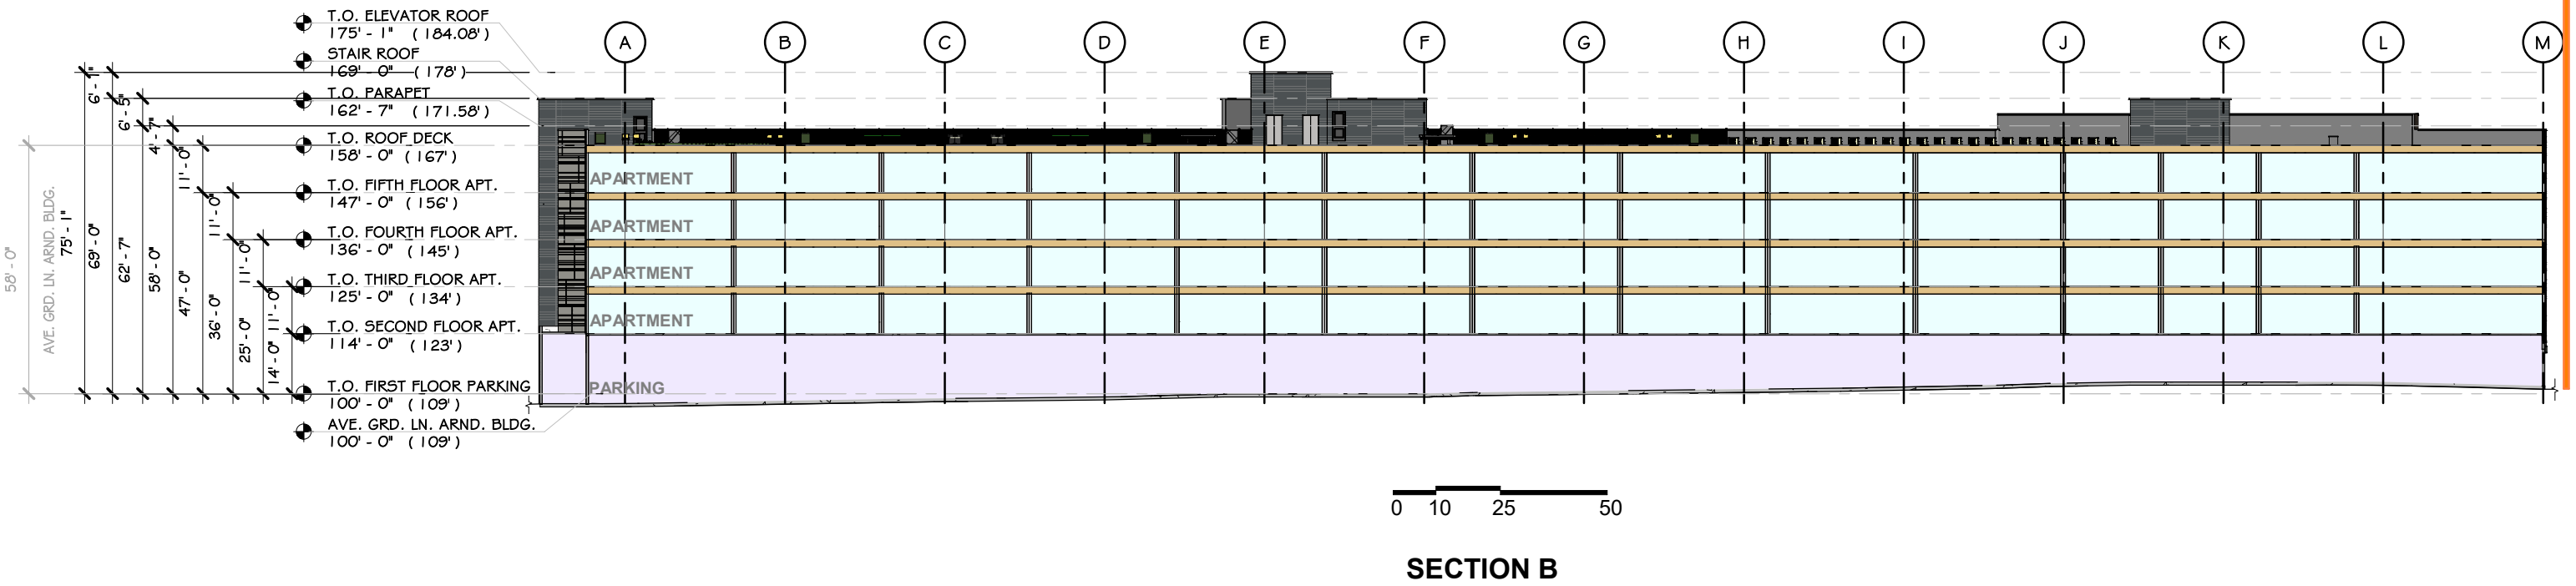 T.O. ELEVATOR ROOF
175' - 1" ( 184.08' )
STAIR ROOF
169' - 0" ( 178' )
T.O. PARAPET
162' - 7" ( 171.58' )
T.O. ROOF DECK
158' - 0" ( 167' )
T.O. FIFTH FLOOR APT.
147' - 0" ( 156' )
T.O. FOURTH FLOOR APT.
136' - 0" ( 145' )
T.O. THIRD FLOOR APT.
125' - 0" ( 134' )
T.O. SECOND FLOOR APT.
114' - 0" ( 123' )
T.O. FIRST FLOOR PARKING
100' - 0" ( 109' )
AVE. GRD. LN. ARND. BLDG.
100' - 0" ( 109' )
58' - 0"
AVE. GRD. LN. ARND. BLDG.
75' - 1"
6' - 1"
69' - 0"
6' - 5"
62' - 7"
4' - 7"
58' - 0"
11' - 0"
47' - 0"
11' - 0"
36' - 0"
11' - 0"
25' - 0"
11' - 0"
14' - 0"
A B C D E F G H I J K L M
APARTMENT
APARTMENT
APARTMENT
APARTMENT
PARKING
0 10 25 50
SECTION B